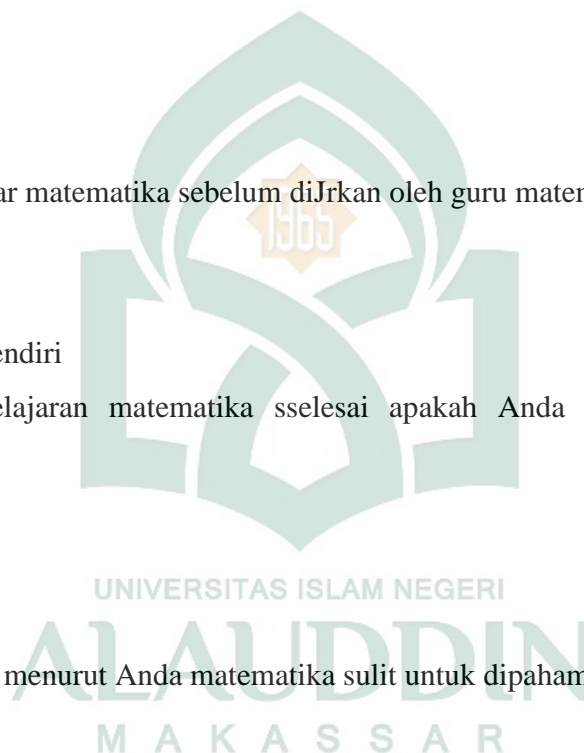 ar matematika sebelum diJrkan oleh guru mater
1965
endiri
elajaran matematika sselesai apakah Anda
UNIVERSITAS ISLAM NEGERI
ALAUDDIN
menurut Anda matematika sulit untuk dipaham
MAKASSAR